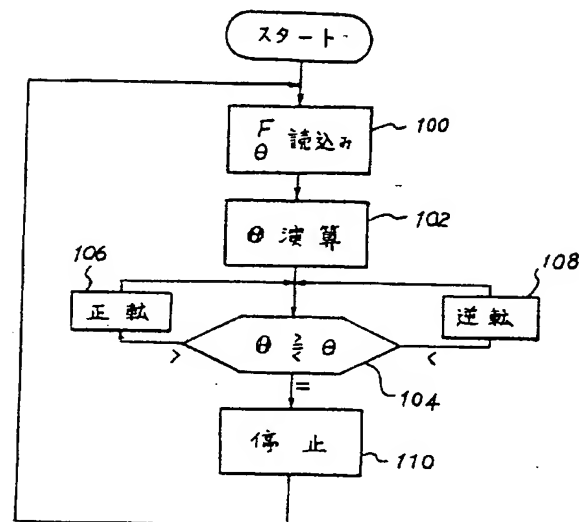 スタート
F
θ 読込み
100
θ 演算
102
106
108
正転
逆転
θ ⋛ θ
>
<
104
=
停止
110